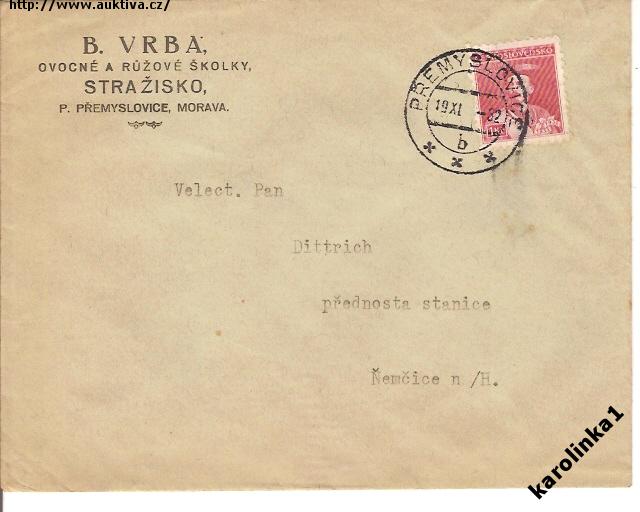 http://www.auktiva.cz/
B. VRBA,
OVOCNÉ A RŮŽOVÉ ŠKOLKY,
STRAŽISKO,
P. PŘEMYSLOVICE, MORAVA.
PŘEMYSLOVICE
19 XI - 32
b
Velect. Pan
Dittrich
přednosta stanice
Němčice n/H.
karolinka1